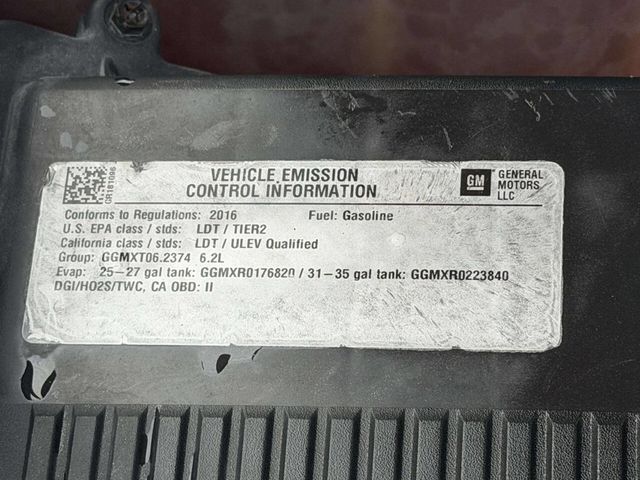 VEHICLE EMISSION
CONTROL INFORMATION
GM
GENERAL
MOTORS
LLC
Conforms to Regulations: 2016 Fuel: Gasoline
U.S. EPA class / stds: LDT / TIER2
California class / stds: LDT / ULEV Qualified
Group: GGMXT06.2374 6.2L
Evap: 25-27 gal tank: GGMXR0176820 / 31-35 gal tank: GGMXR0223840
DGI/HO2S/TWC, CA OBD: II